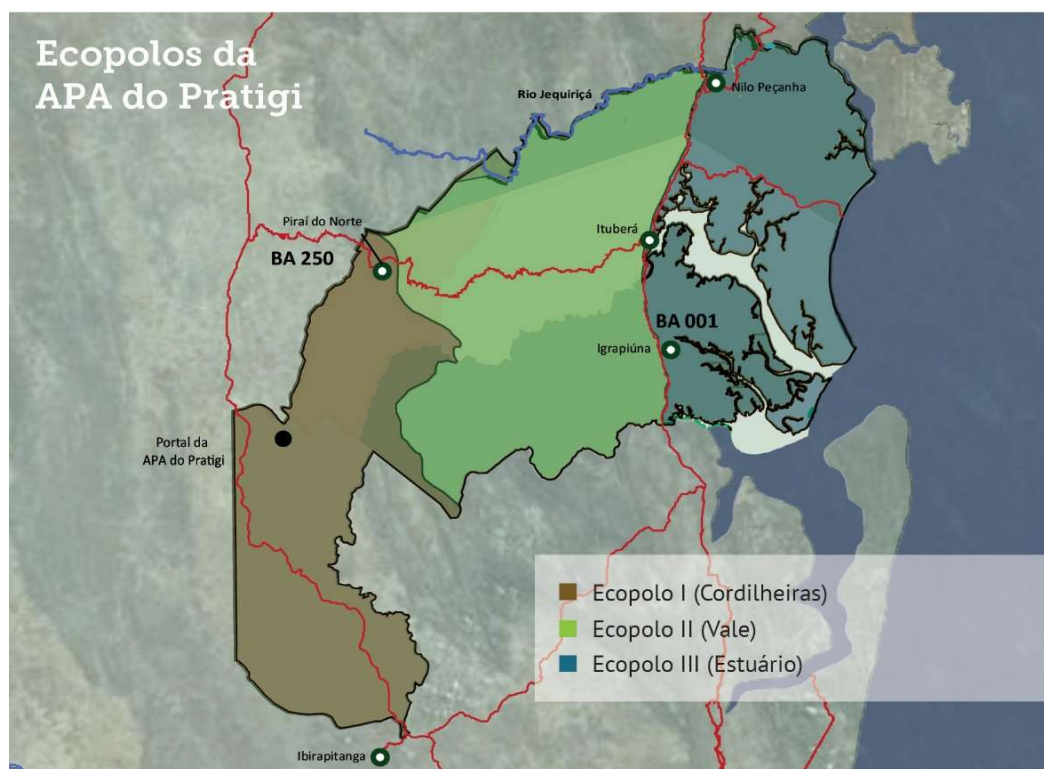 Ecopolos da
APA do Pratigi
Rio Jequiriçá
Nilo Peçanha
Piraí do Norte
BA 250
Ituberá
BA 001
Igrapiúna
Portal da
APA do Pratigi
Ecopolo I (Cordilheiras)
Ecopolo II (Vale)
Ecopolo III (Estuário)
Ibirapitanga